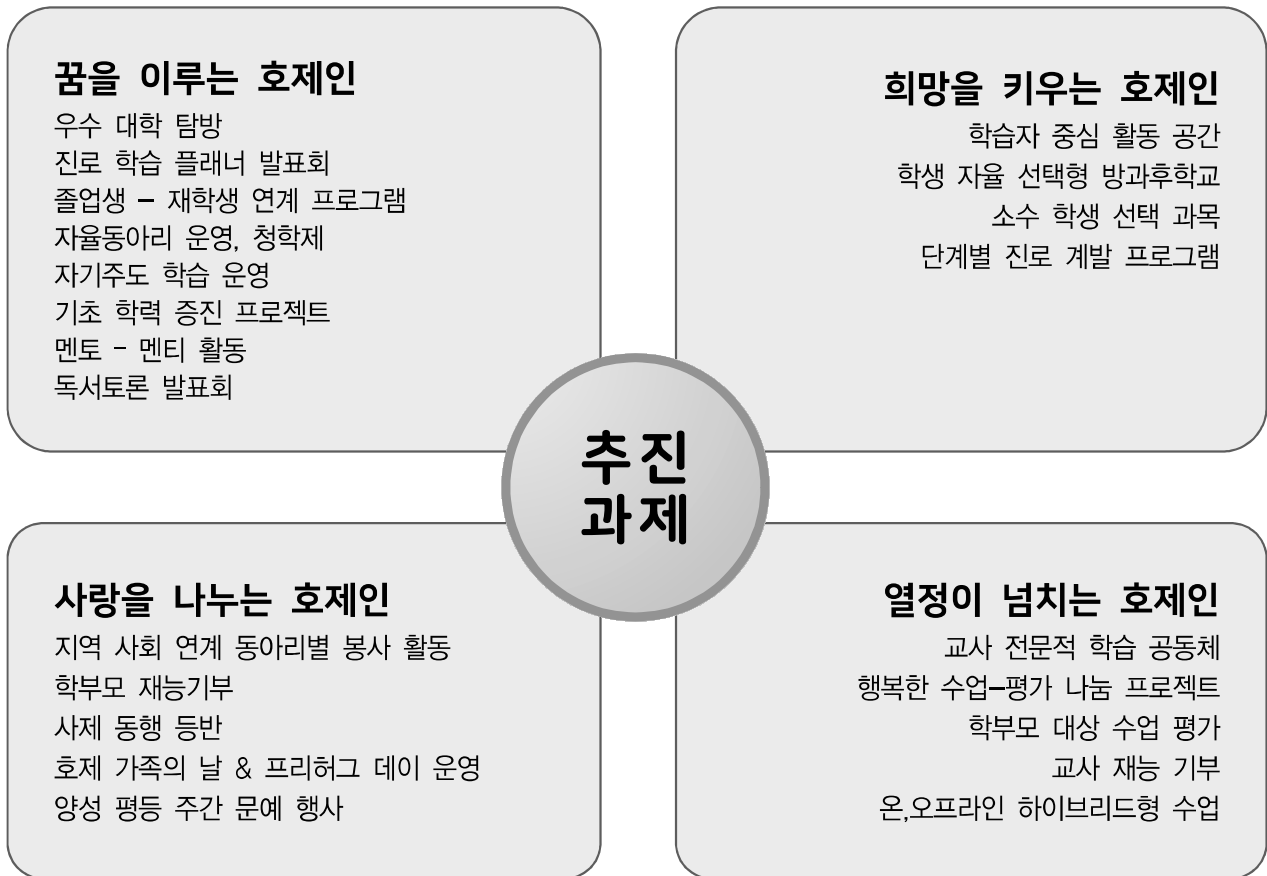 꿈을 이루는 호제인
우수 대학 탐방
진로 학습 플래너 발표회
졸업생 – 재학생 연계 프로그램
자율동아리 운영, 청학제
자기주도 학습 운영
기초 학력 증진 프로젝트
멘토 - 멘티 활동
독서토론 발표회
희망을 키우는 호제인
학습자 중심 활동 공간
학생 자율 선택형 방과후학교
소수 학생 선택 과목
단계별 진로 계발 프로그램
추진
과제
사랑을 나누는 호제인
지역 사회 연계 동아리별 봉사 활동
학부모 재능기부
사제 동행 등반
호제 가족의 날 & 프리허그 데이 운영
양성 평등 주간 문예 행사
열정이 넘치는 호제인
교사 전문적 학습 공동체
행복한 수업–평가 나눔 프로젝트
학부모 대상 수업 평가
교사 재능 기부
온,오프라인 하이브리드형 수업